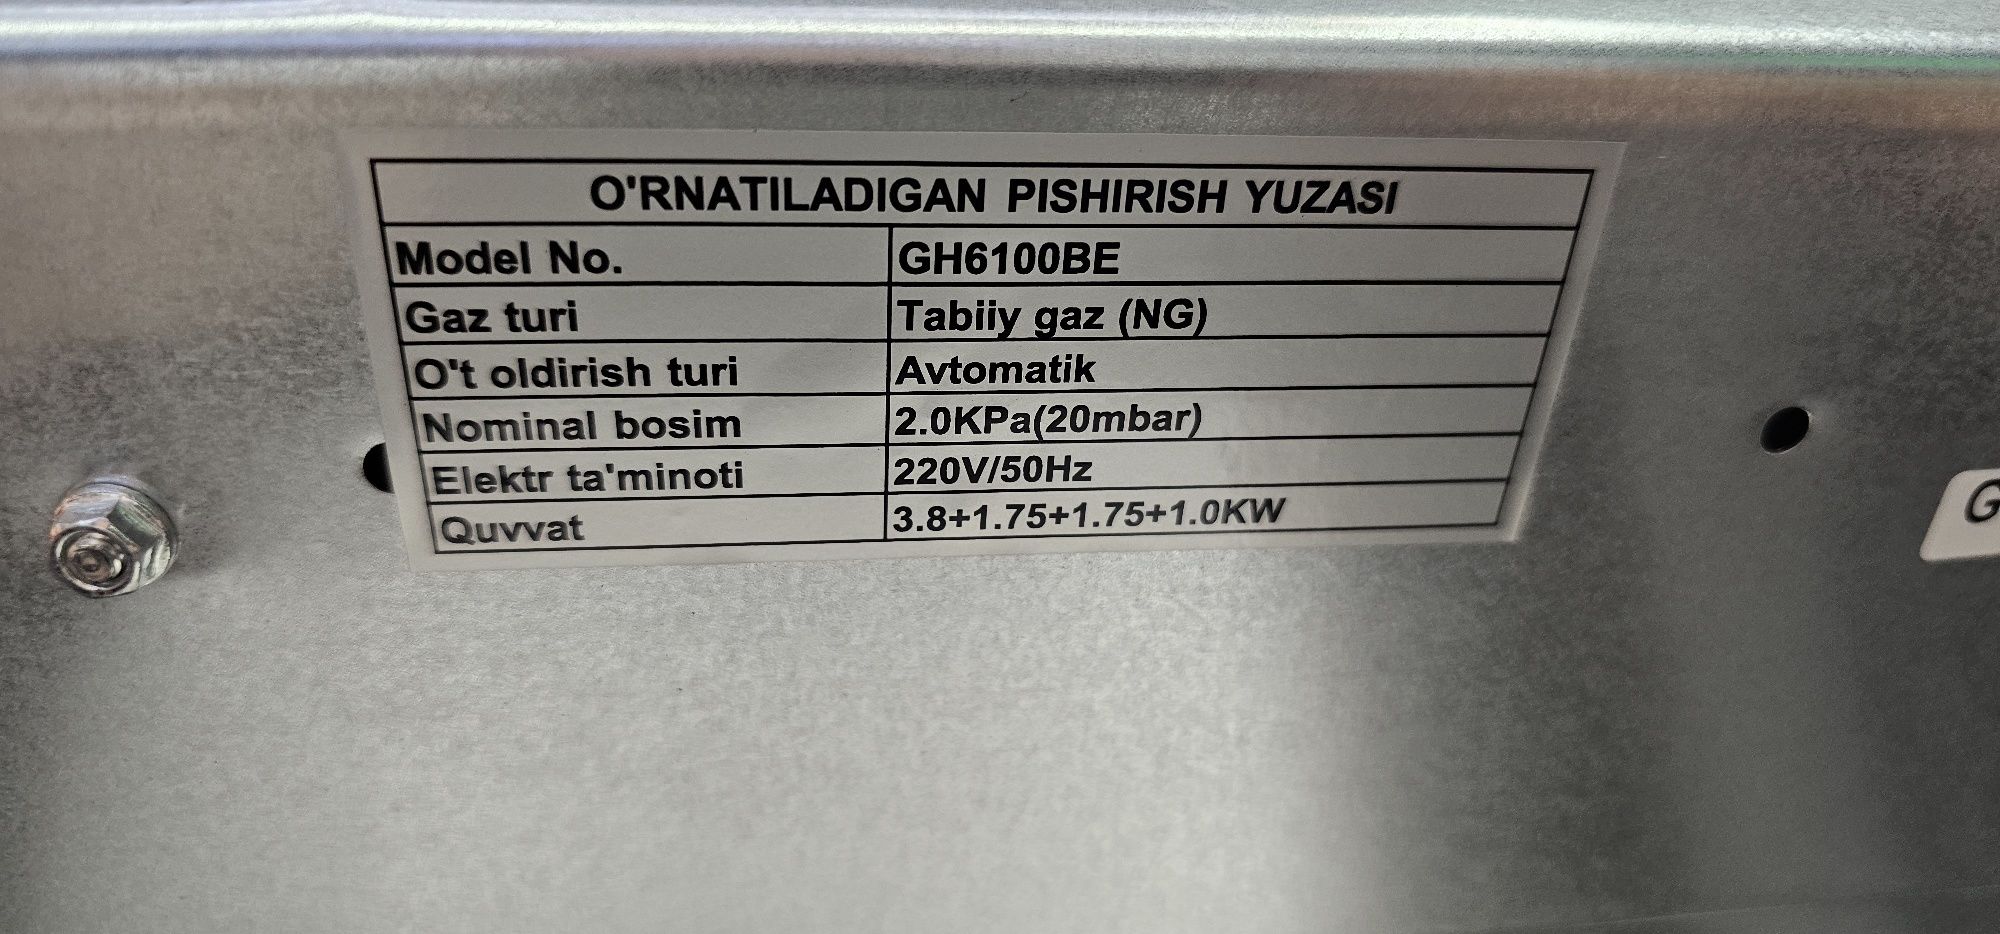 O'RNATILADIGAN PISHIRISH YUZASI
Model No. GH6100BE
Gaz turi Tabiiy gaz (NG)
O't oldirish turi Avtomatik
Nominal bosim 2.0KPa(20mbar)
Elektr ta'minoti 220V/50Hz
Quvvat 3.8+1.75+1.75+1.0KW
G